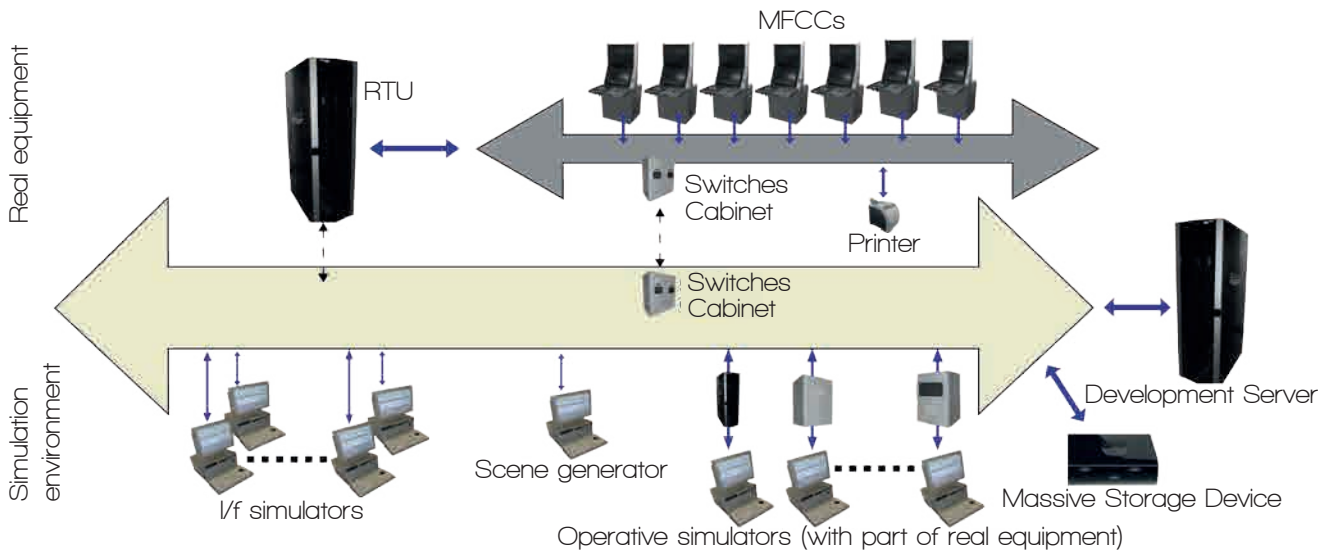 MFCCs
Real equipment
RTU
Switches
Cabinet
Printer
Switches
Cabinet
Simulation
environment
Development Server
Scene generator
Massive Storage Device
I/f simulators
Operative simulators (with part of real equipment)